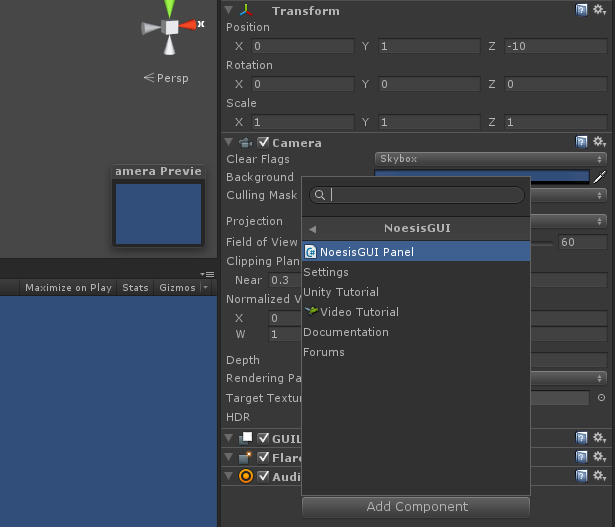 x
Persp
amera Previe
Maximize on Play Stats Gizmos
Transform
Position
X 0 Y 1 Z -10
Rotation
X 0 Y 0 Z 0
Scale
X 1 Y 1 Z 1
Camera
Clear Flags Skybox
Background
Culling Mask
Projection
Field of View 60
Clipping Plan
Near 0.3
Normalized V
X 0
W 1
Depth
Rendering Pa
Target Textu
HDR
GUIL
Flare
Audi
NoesisGUI
NoesisGUI Panel
Settings
Unity Tutorial
Video Tutorial
Documentation
Forums
Add Component